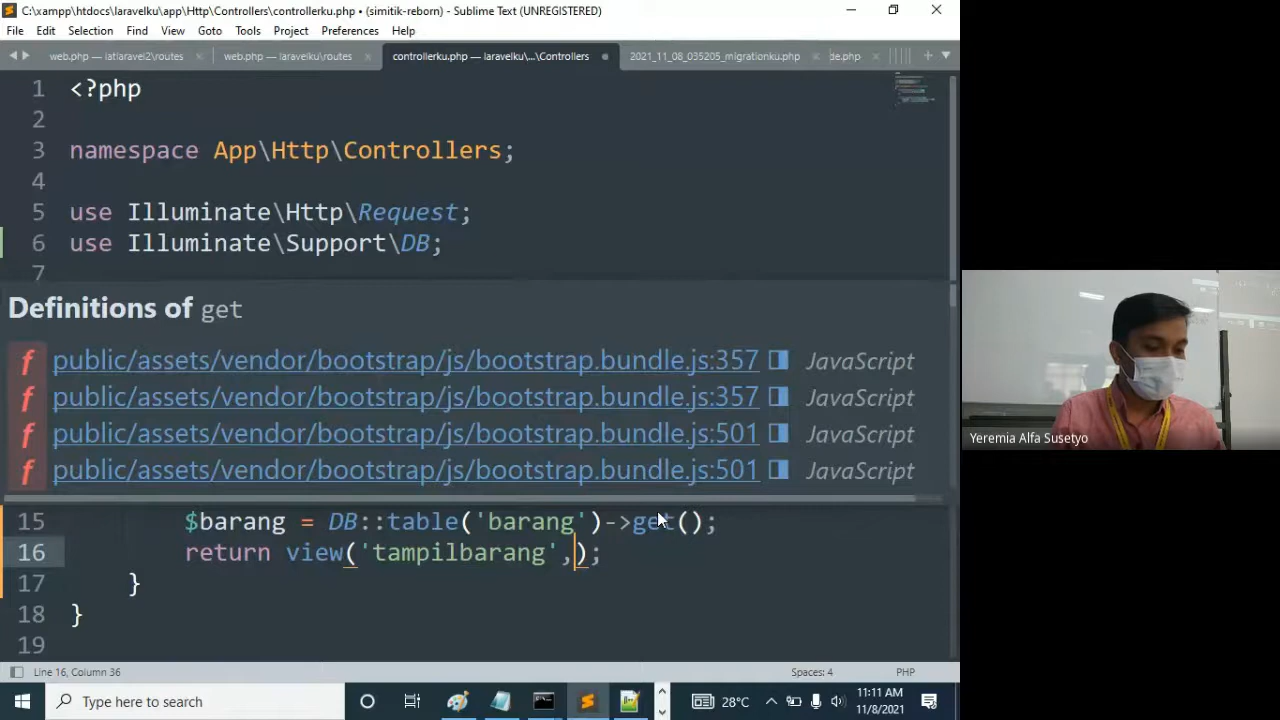 C:\xampp\htdocs\laravelku\app\Http\Controllers\controllerku.php • (simitik-reborn) - Sublime Text (UNREGISTERED)
File Edit Selection Find View Goto Tools Project Preferences Help
web.php — latlaravel2\routes web.php — laravelku\routes controllerku.php — laravelku\...\Controllers 2021_11_08_035205_migrationku.php de.php
1 <?php
2
3 namespace App\Http\Controllers;
4
5 use Illuminate\Http\Request;
6 use Illuminate\Support\DB;
7
Definitions of get
f public/assets/vendor/bootstrap/js/bootstrap.bundle.js:357 JavaScript
f public/assets/vendor/bootstrap/js/bootstrap.bundle.js:357 JavaScript
f public/assets/vendor/bootstrap/js/bootstrap.bundle.js:501 JavaScript
f public/assets/vendor/bootstrap/js/bootstrap.bundle.js:501 JavaScript
15 $barang = DB::table('barang')->get();
16 return view('tampilbarang',);
17 }
18 }
19
Line 16, Column 36 Spaces: 4 PHP
Type here to search 28°C 11:11 AM
11/8/2021
Yeremia Alfa Susetyo